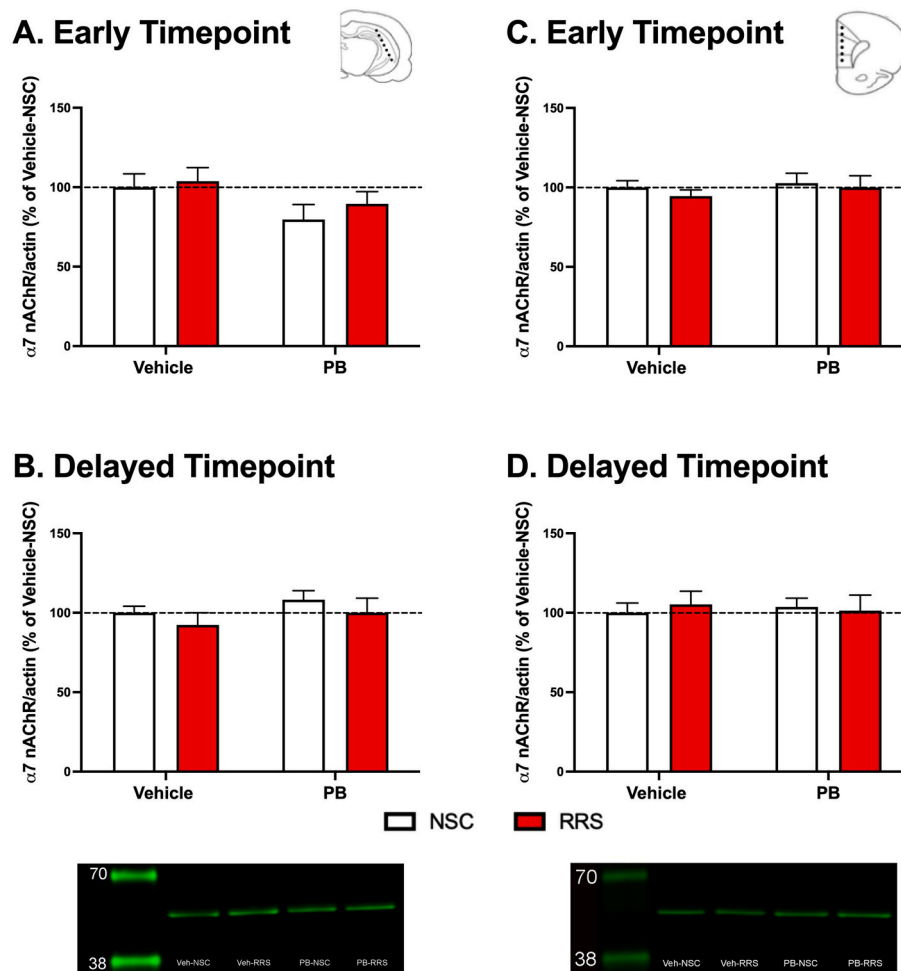 A. Early Timepoint
α7 nAChR/actin (% of Vehicle-NSC)
150
100
50
0
Vehicle
PB
C. Early Timepoint
α7 nAChR/actin (% of Vehicle-NSC)
150
100
50
0
Vehicle
PB
B. Delayed Timepoint
α7 nAChR/actin (% of Vehicle-NSC)
150
100
50
0
Vehicle
PB
D. Delayed Timepoint
α7 nAChR/actin (% of Vehicle-NSC)
150
100
50
0
Vehicle
PB
NSC
RRS
70
38
Veh-NSC
Veh-RRS
PB-NSC
PB-RRS
70
38
Veh-NSC
Veh-RRS
PB-NSC
PB-RRS